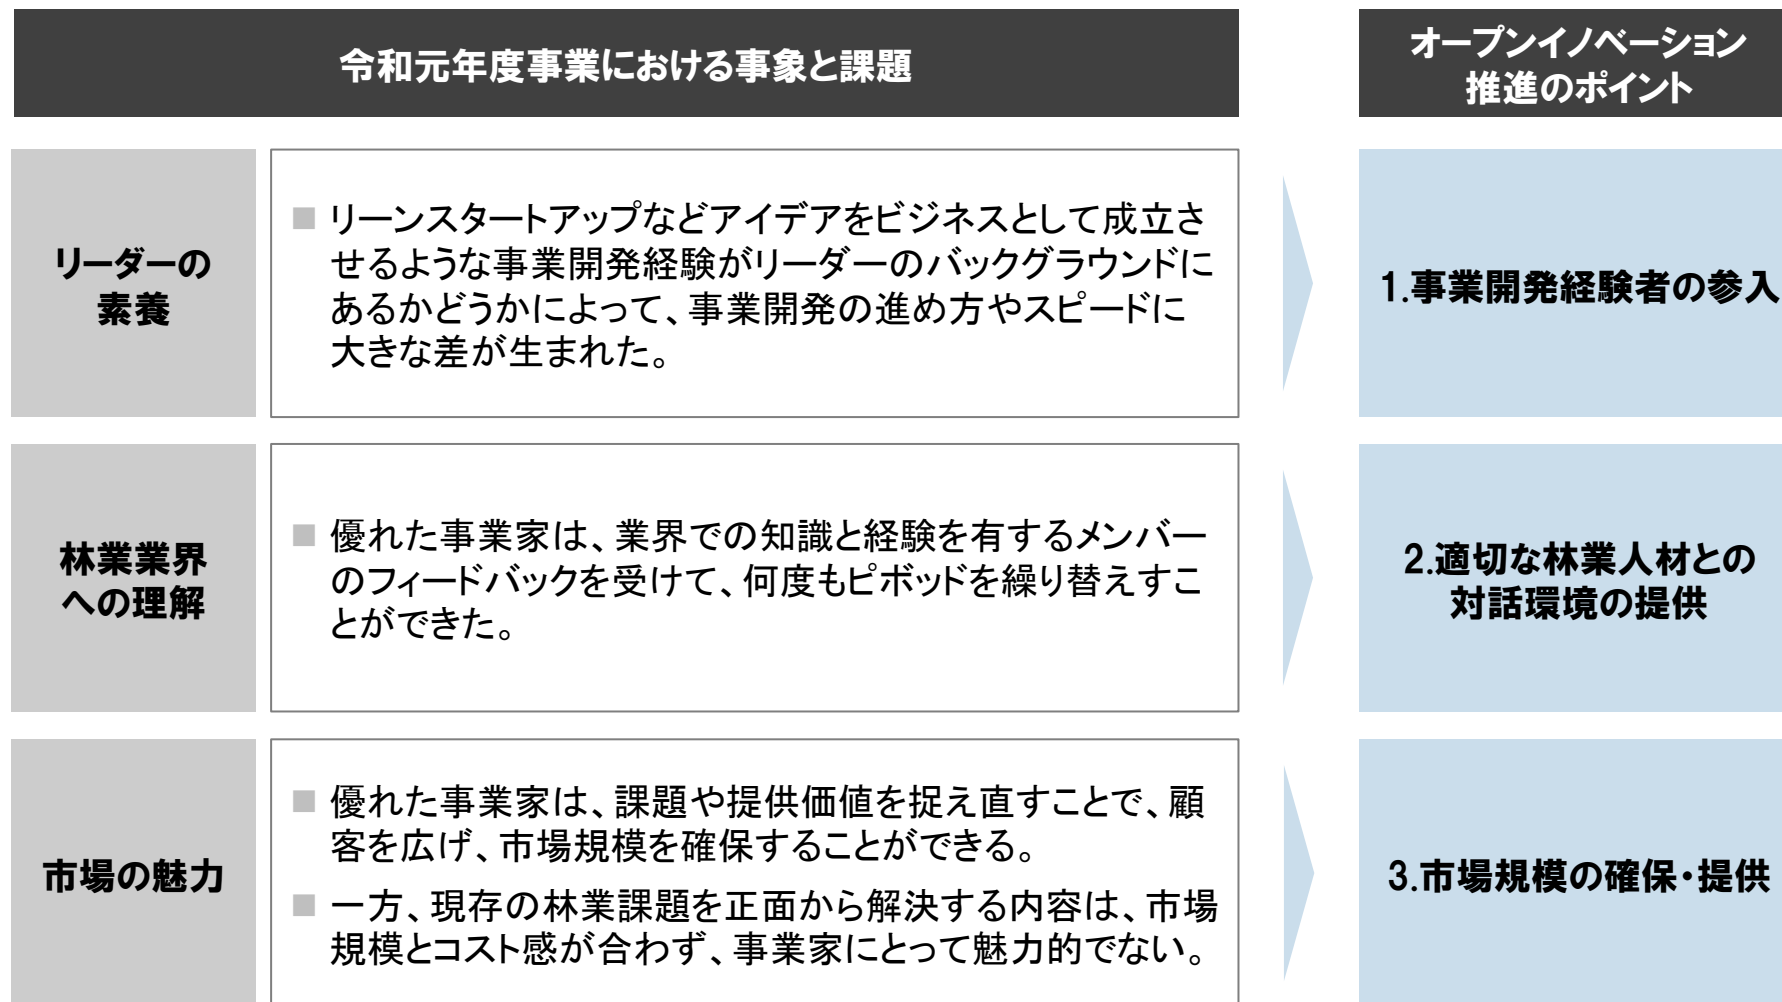 令和元年度事業における事象と課題
オープンイノベーション
推進のポイント
リーダーの
素養
■ リーンスタートアップなどアイデアをビジネスとして成立さ
せるような事業開発経験がリーダーのバックグラウンドに
あるかどうかによって、事業開発の進め方やスピードに
大きな差が生まれた。
1.事業開発経験者の参入
林業業界
への理解
■ 優れた事業家は、業界での知識と経験を有するメンバー
のフィードバックを受けて、何度もピボッドを繰り替えすこ
とができた。
2.適切な林業人材との
対話環境の提供
市場の魅力
■ 優れた事業家は、課題や提供価値を捉え直すことで、顧
客を広げ、市場規模を確保することができる。
■ 一方、現存の林業課題を正面から解決する内容は、市場
規模とコスト感が合わず、事業家にとって魅力的でない。
3.市場規模の確保・提供